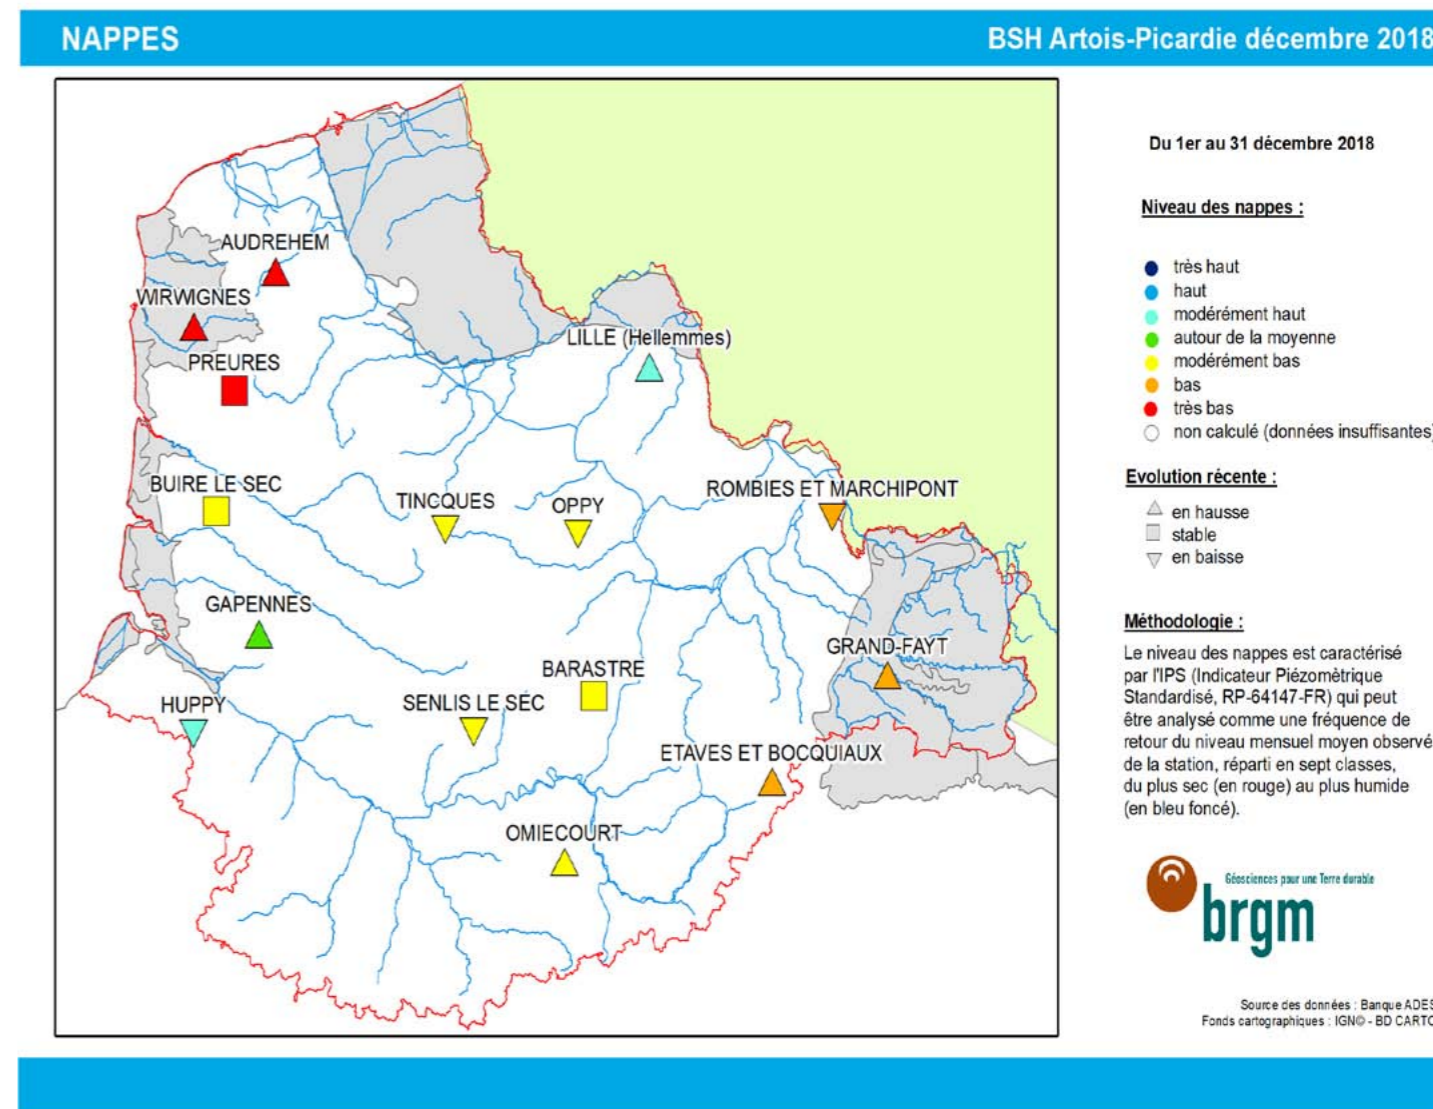 NAPPES
BSH Artois-Picardie décembre 2018
AUDREHEM
WIRWIGNES
PREURES
LILLE (Hellemmes)
BUIRE LE SEC
TINCQUES
OPPY
ROMBIES ET MARCHIPONT
GAPENNES
GRAND-FAYT
BARASTRE
HUPPY
SENLIS LE SEC
ETAVES ET BOCQUIAUX
OMIECOURT
Du 1er au 31 décembre 2018
Niveau des nappes :
très haut
haut
modérément haut
autour de la moyenne
modérément bas
bas
très bas
non calculé (données insuffisantes)
Evolution récente :
en hausse
stable
en baisse
Méthodologie :
Le niveau des nappes est caractérisé
par l'IPS (Indicateur Piézomètrique
Standardisé, RP-64147-FR) qui peut
être analysé comme une fréquence de
retour du niveau mensuel moyen observé
de la station, réparti en sept classes,
du plus sec (en rouge) au plus humide
(en bleu foncé).
Géosciences pour une Terre durable
brgm
Source des données : Banque ADES
Fonds cartographiques : IGN© - BD CARTO